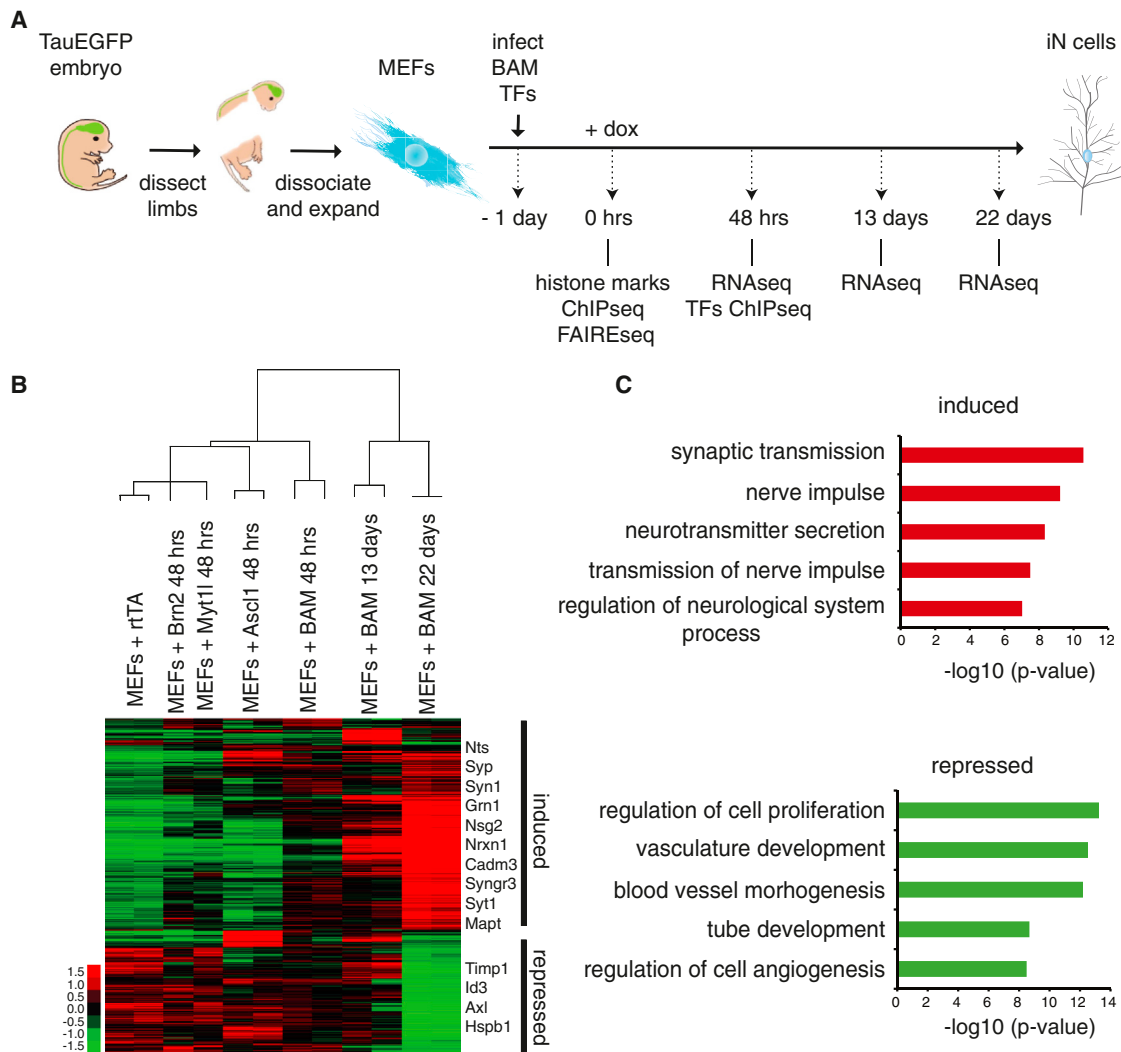 A
TauEGFP
embryo
MEFs
infect
BAM
TFs
+ dox
iN cells
dissect
limbs
dissociate
and expand
- 1 day
0 hrs
48 hrs
13 days
22 days
histone marks
ChIPseq
FAIREseq
RNAseq
TFs ChIPseq
RNAseq
RNAseq
B
MEFs + rtTA
MEFs + Brn2 48 hrs
MEFs + Myt1l 48 hrs
MEFs + Ascl1 48 hrs
MEFs + BAM 48 hrs
MEFs + BAM 13 days
MEFs + BAM 22 days
Nts
Syp
Syn1
Grn1
Nsg2
Nrxn1
Cadm3
Syngr3
Syt1
Mapt
induced
Timp1
Id3
Axl
Hspb1
repressed
1.5
1.0
0.5
0.0
-0.5
-1.0
-1.5
C
induced
synaptic transmission
nerve impulse
neurotransmitter secretion
transmission of nerve impulse
regulation of neurological system
process
0 2 4 6 8 10 12
-log10 (p-value)
repressed
regulation of cell proliferation
vasculature development
blood vessel morhogenesis
tube development
regulation of cell angiogenesis
0 2 4 6 8 10 12 14
-log10 (p-value)